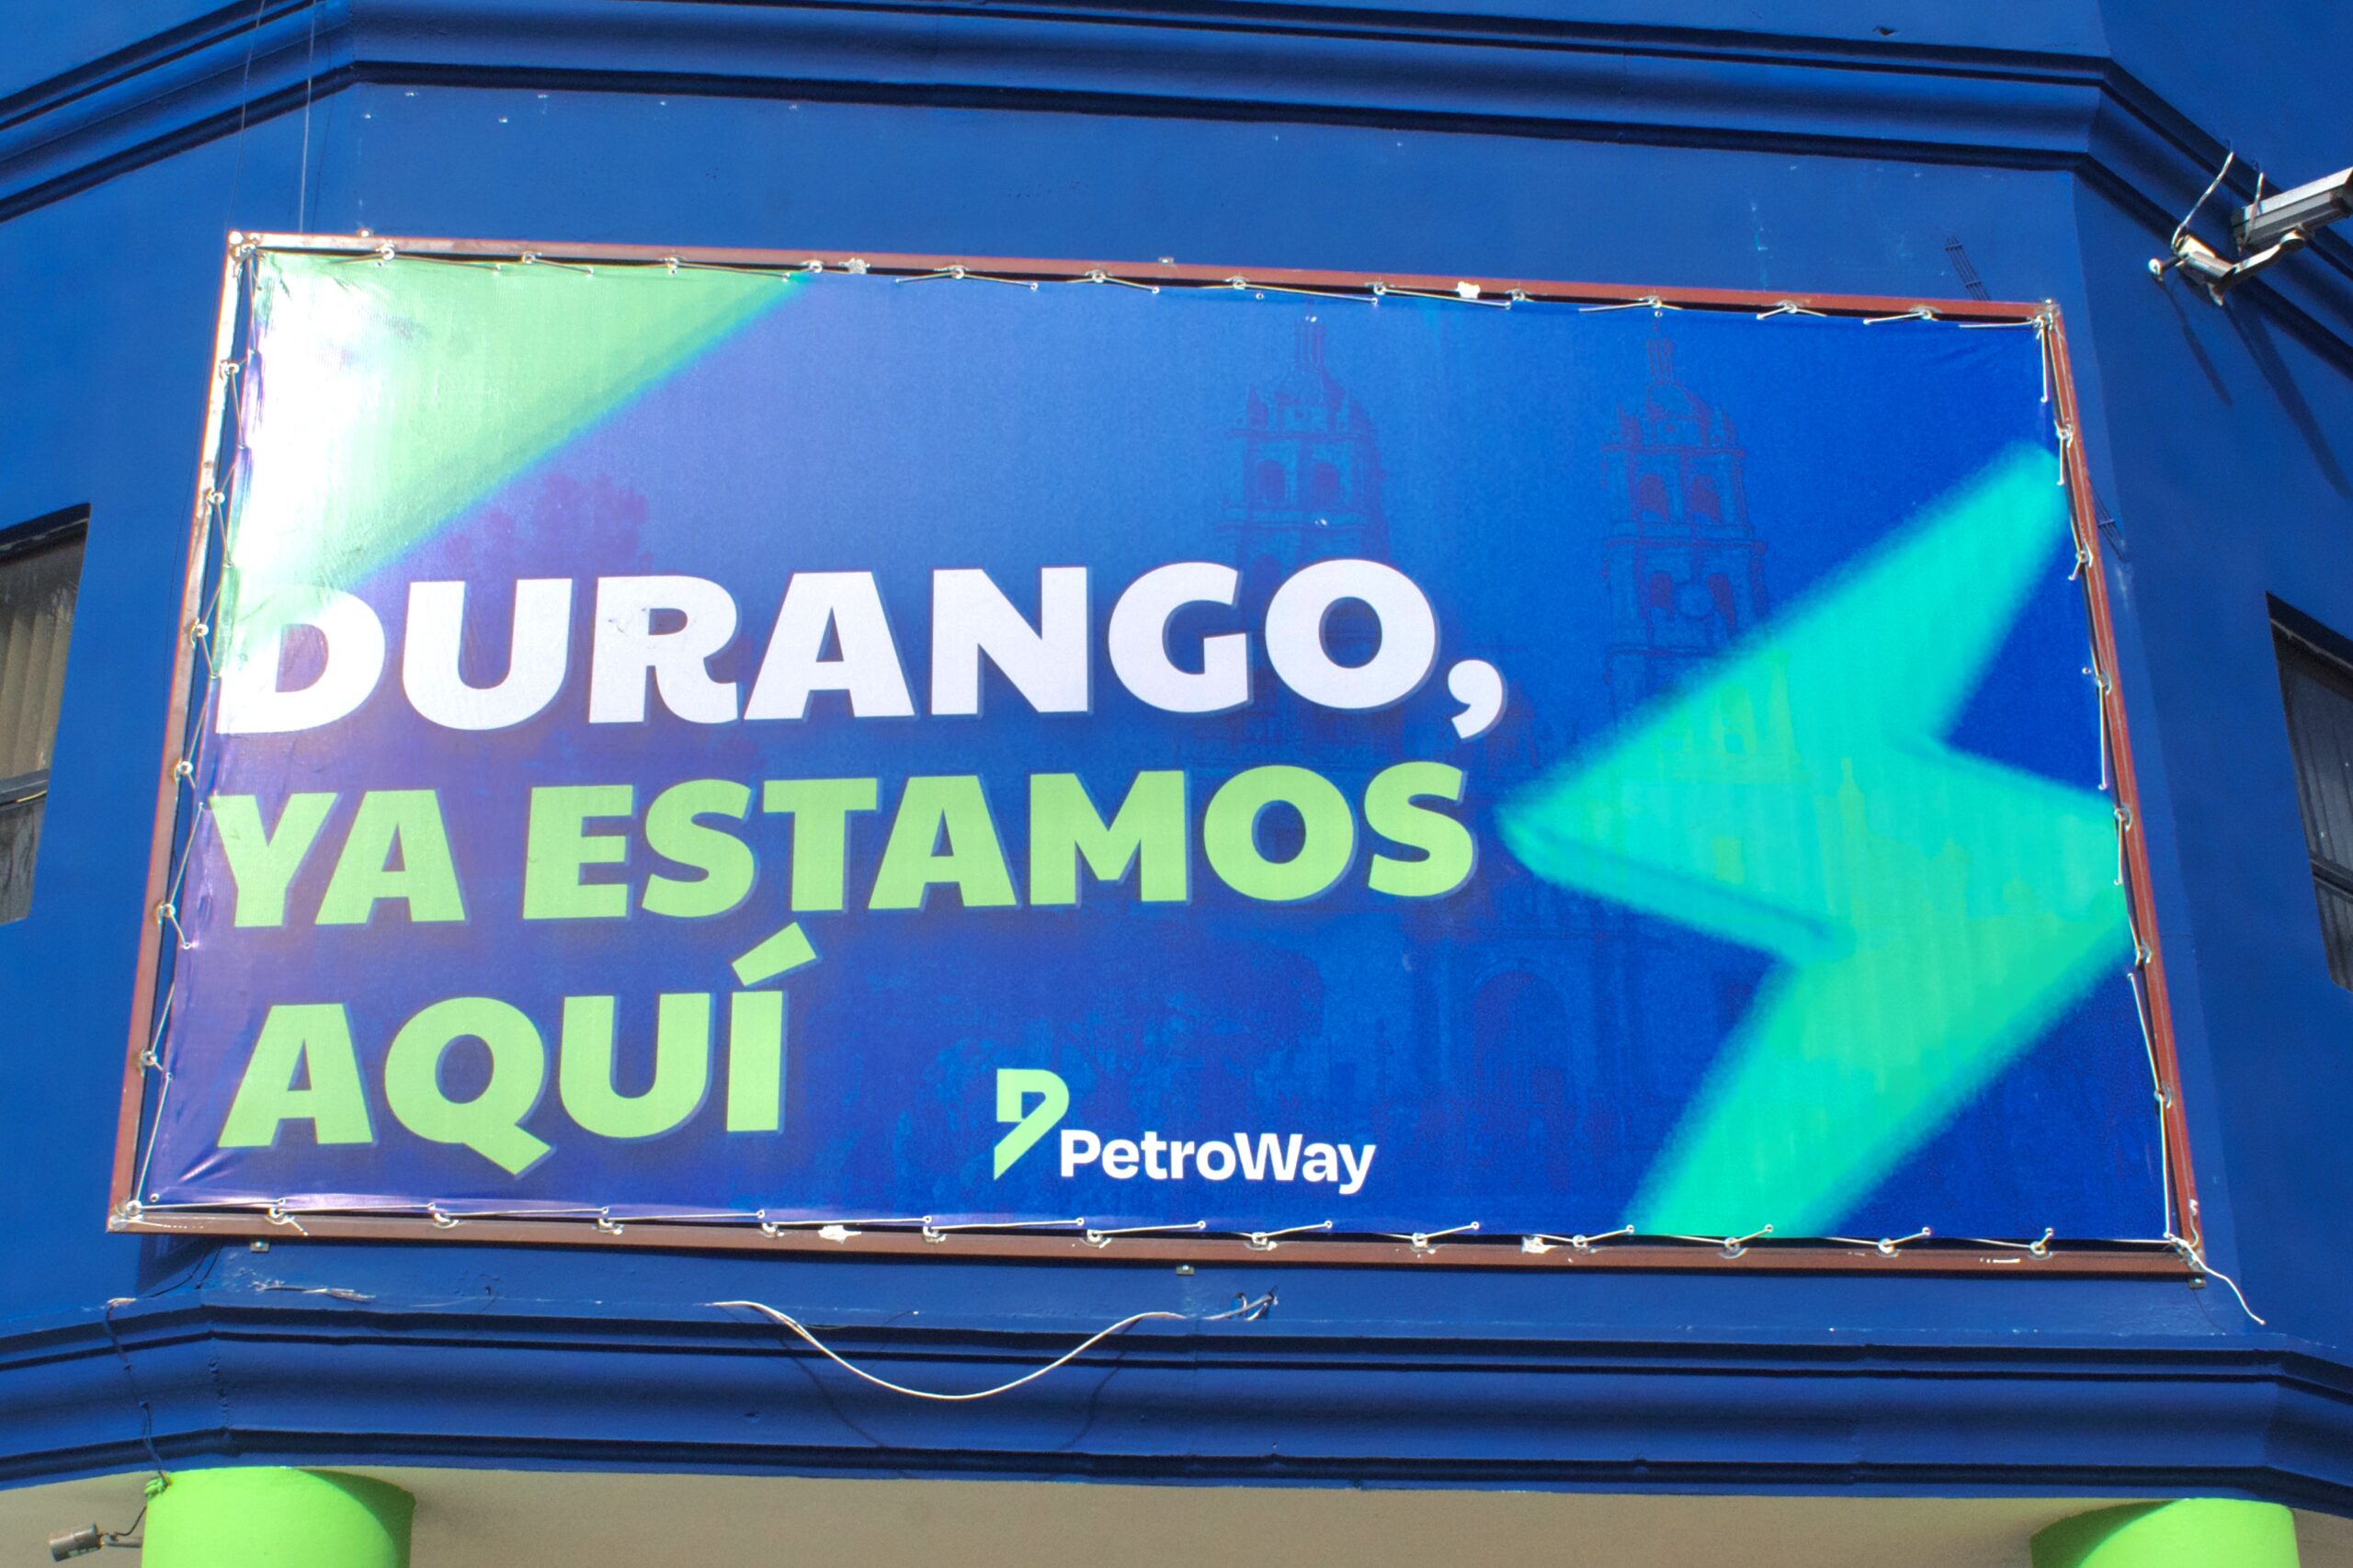 DURANGO,
YA ESTAMOS
AQUÍ
PetroWay